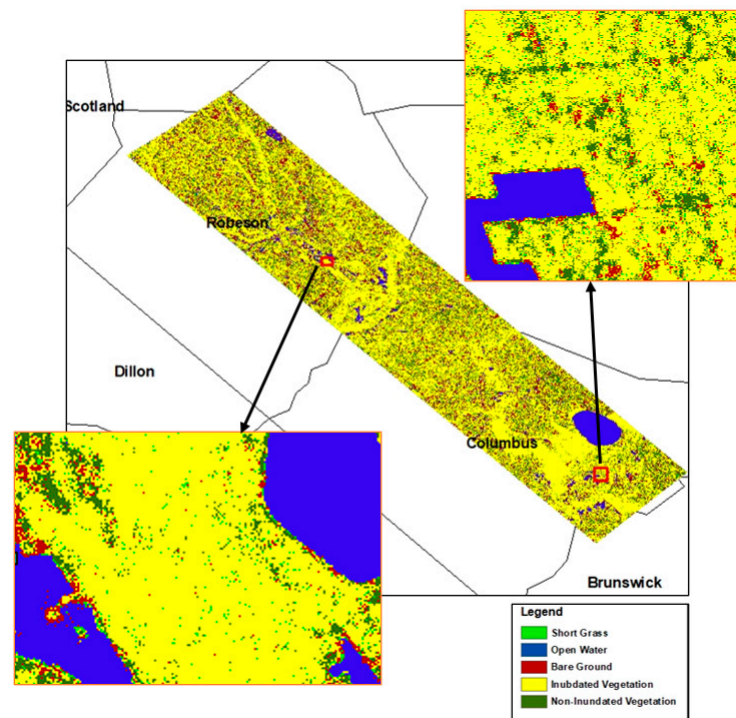 Scotland
Robeson
Dillon
Columbus
Brunswick
Legend
Short Grass
Open Water
Bare Ground
Inubdated Vegetation
Non-Inundated Vegetation